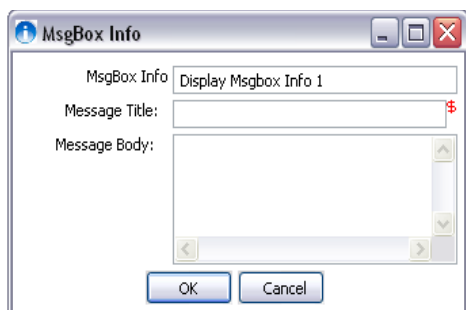 MsgBox Info
MsgBox Info Display Msgbox Info 1
Message Title: $
Message Body:
OK Cancel